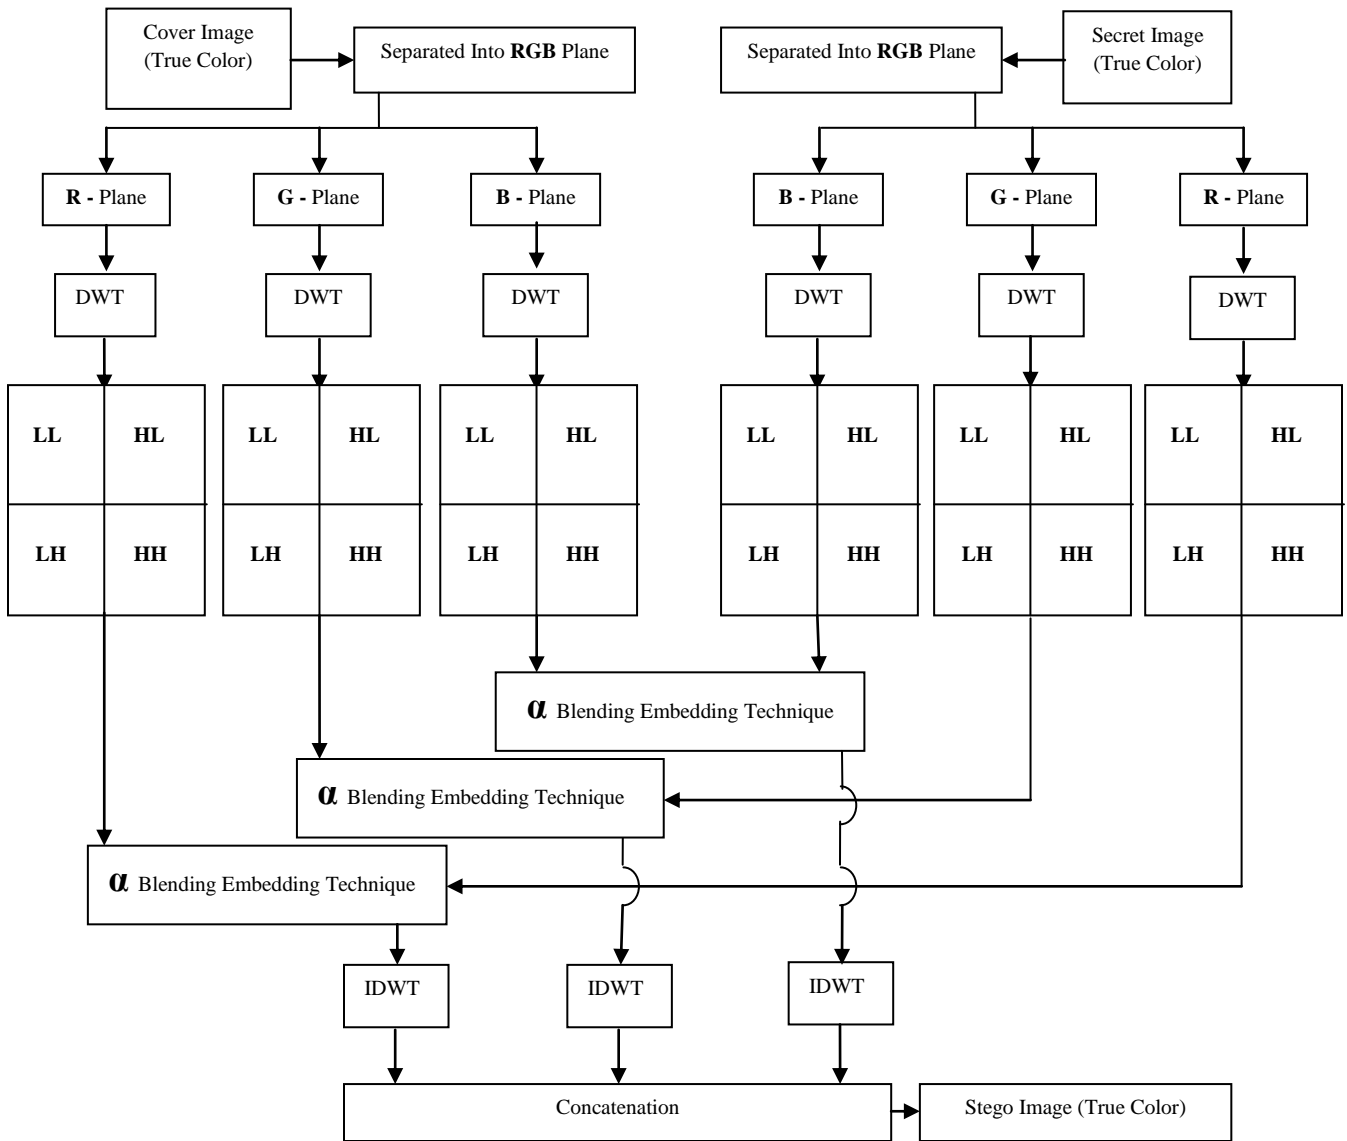 Cover Image
(True Color)
Separated Into RGB Plane
Separated Into RGB Plane
Secret Image
(True Color)
R - Plane
G - Plane
B - Plane
B - Plane
G - Plane
R - Plane
DWT
DWT
DWT
DWT
DWT
DWT
LL HL
LL HL
LL HL
LL HL
LL HL
LL HL
LH HH
LH HH
LH HH
LH HH
LH HH
LH HH
α Blending Embedding Technique
α Blending Embedding Technique
α Blending Embedding Technique
IDWT
IDWT
IDWT
Concatenation
Stego Image (True Color)